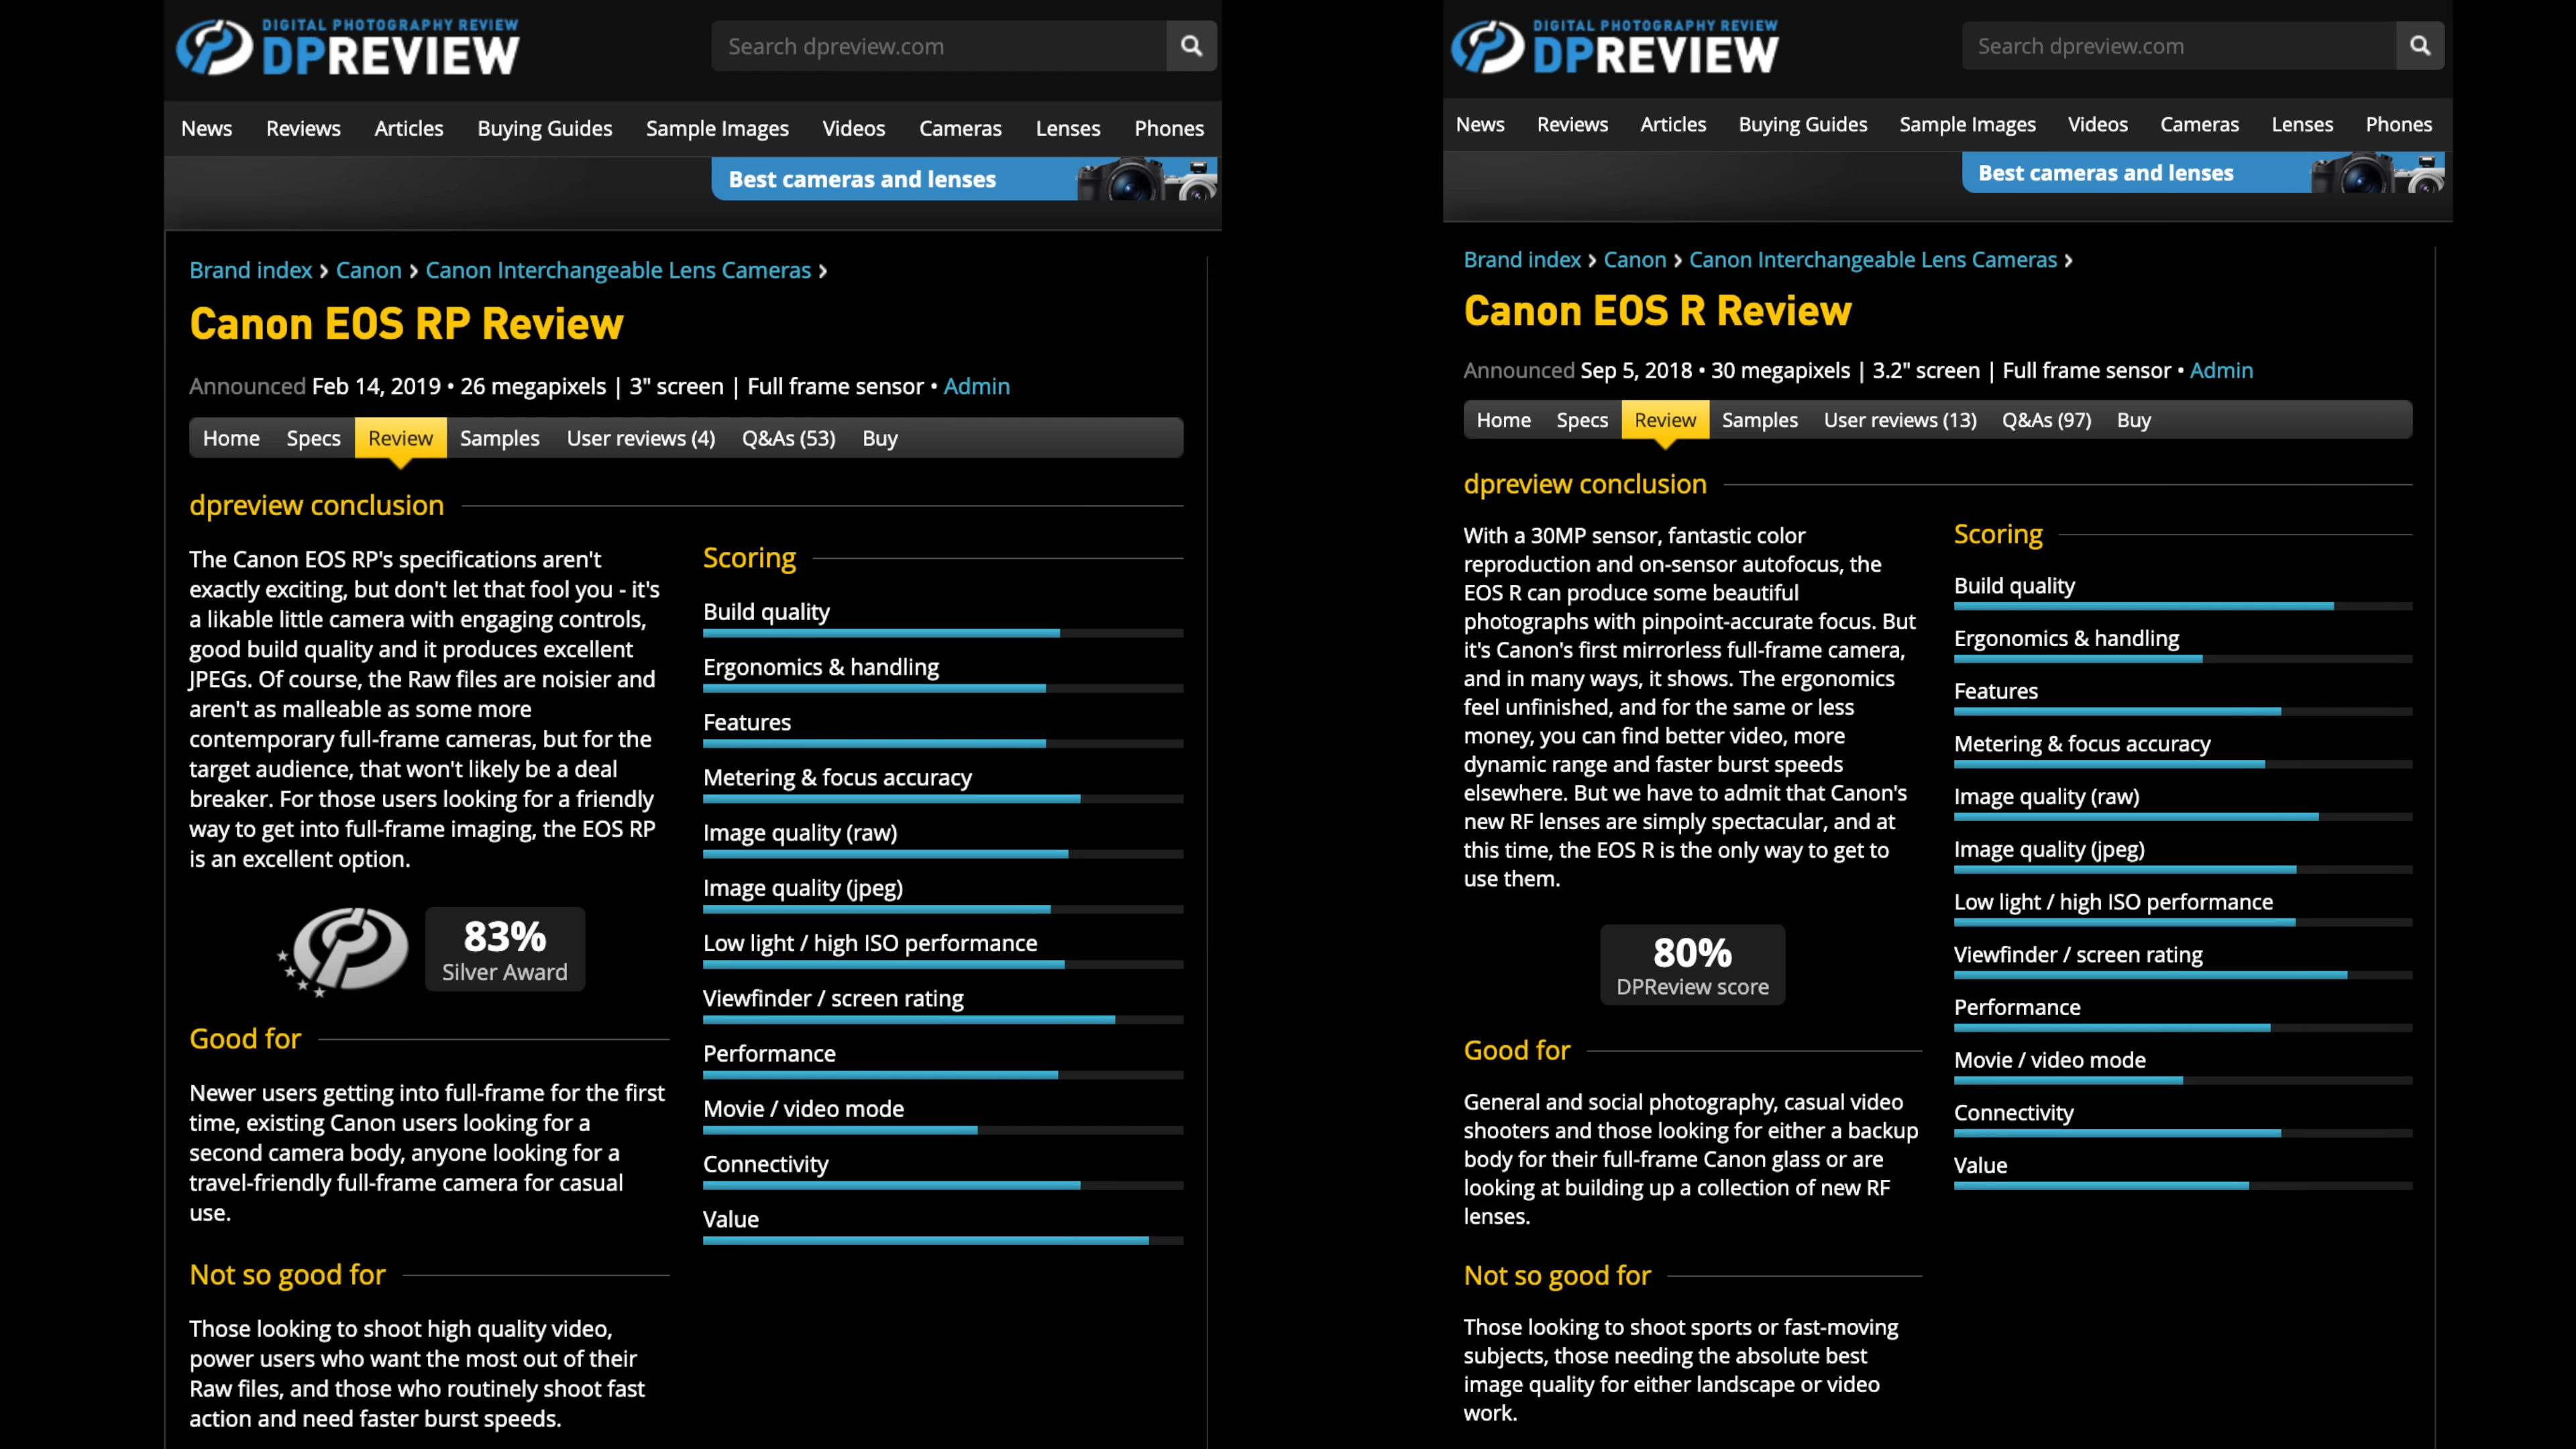 DIGITAL PHOTOGRAPHY REVIEW
DPREVIEW
Search dpreview.com
News Reviews Articles Buying Guides Sample Images Videos Cameras Lenses Phones
Best cameras and lenses
Brand index › Canon › Canon Interchangeable Lens Cameras ›
Canon EOS RP Review
Announced Feb 14, 2019 • 26 megapixels | 3" screen | Full frame sensor • Admin
Home Specs Review Samples User reviews (4) Q&As (53) Buy
dpreview conclusion
The Canon EOS RP's specifications aren't
exactly exciting, but don't let that fool you - it's
a likable little camera with engaging controls,
good build quality and it produces excellent
JPEGs. Of course, the Raw files are noisier and
aren't as malleable as some more
contemporary full-frame cameras, but for the
target audience, that won't likely be a deal
breaker. For those users looking for a friendly
way to get into full-frame imaging, the EOS RP
is an excellent option.
83%
Silver Award
Good for
Newer users getting into full-frame for the first
time, existing Canon users looking for a
second camera body, anyone looking for a
travel-friendly full-frame camera for casual
use.
Not so good for
Those looking to shoot high quality video,
power users who want the most out of their
Raw files, and those who routinely shoot fast
action and need faster burst speeds.
Scoring
Build quality
Ergonomics & handling
Features
Metering & focus accuracy
Image quality (raw)
Image quality (jpeg)
Low light / high ISO performance
Viewfinder / screen rating
Performance
Movie / video mode
Connectivity
Value
DIGITAL PHOTOGRAPHY REVIEW
DPREVIEW
Search dpreview.com
News Reviews Articles Buying Guides Sample Images Videos Cameras Lenses Phones
Best cameras and lenses
Brand index › Canon › Canon Interchangeable Lens Cameras ›
Canon EOS R Review
Announced Sep 5, 2018 • 30 megapixels | 3.2" screen | Full frame sensor • Admin
Home Specs Review Samples User reviews (13) Q&As (97) Buy
dpreview conclusion
With a 30MP sensor, fantastic color
reproduction and on-sensor autofocus, the
EOS R can produce some beautiful
photographs with pinpoint-accurate focus. But
it's Canon's first mirrorless full-frame camera,
and in many ways, it shows. The ergonomics
feel unfinished, and for the same or less
money, you can find better video, more
dynamic range and faster burst speeds
elsewhere. But we have to admit that Canon's
new RF lenses are simply spectacular, and at
this time, the EOS R is the only way to get to
use them.
80%
DPReview score
Good for
General and social photography, casual video
shooters and those looking for either a backup
body for their full-frame Canon glass or are
looking at building up a collection of new RF
lenses.
Not so good for
Those looking to shoot sports or fast-moving
subjects, those needing the absolute best
image quality for either landscape or video
work.
Scoring
Build quality
Ergonomics & handling
Features
Metering & focus accuracy
Image quality (raw)
Image quality (jpeg)
Low light / high ISO performance
Viewfinder / screen rating
Performance
Movie / video mode
Connectivity
Value